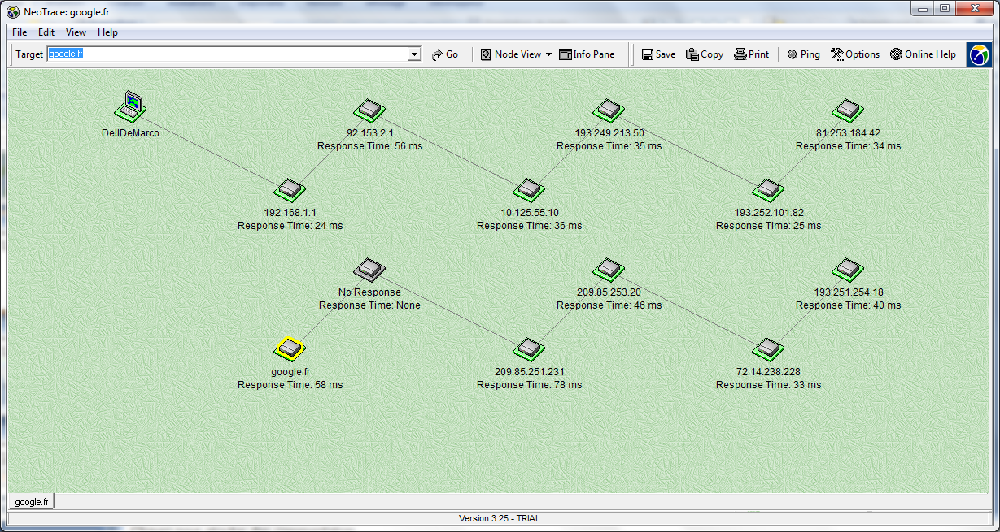 NeoTrace: google.fr
File Edit View Help
Target google.fr Go Node View Info Pane Save Copy Print Ping Options Online Help
DellDeMarco
92.153.2.1
Response Time: 56 ms
193.249.213.50
Response Time: 35 ms
81.253.184.42
Response Time: 34 ms
192.168.1.1
Response Time: 24 ms
10.125.55.10
Response Time: 36 ms
193.252.101.82
Response Time: 25 ms
No Response
Response Time: None
209.85.253.20
Response Time: 46 ms
193.251.254.18
Response Time: 40 ms
google.fr
Response Time: 58 ms
209.85.251.231
Response Time: 78 ms
72.14.238.228
Response Time: 33 ms
google.fr
Version 3.25 - TRIAL